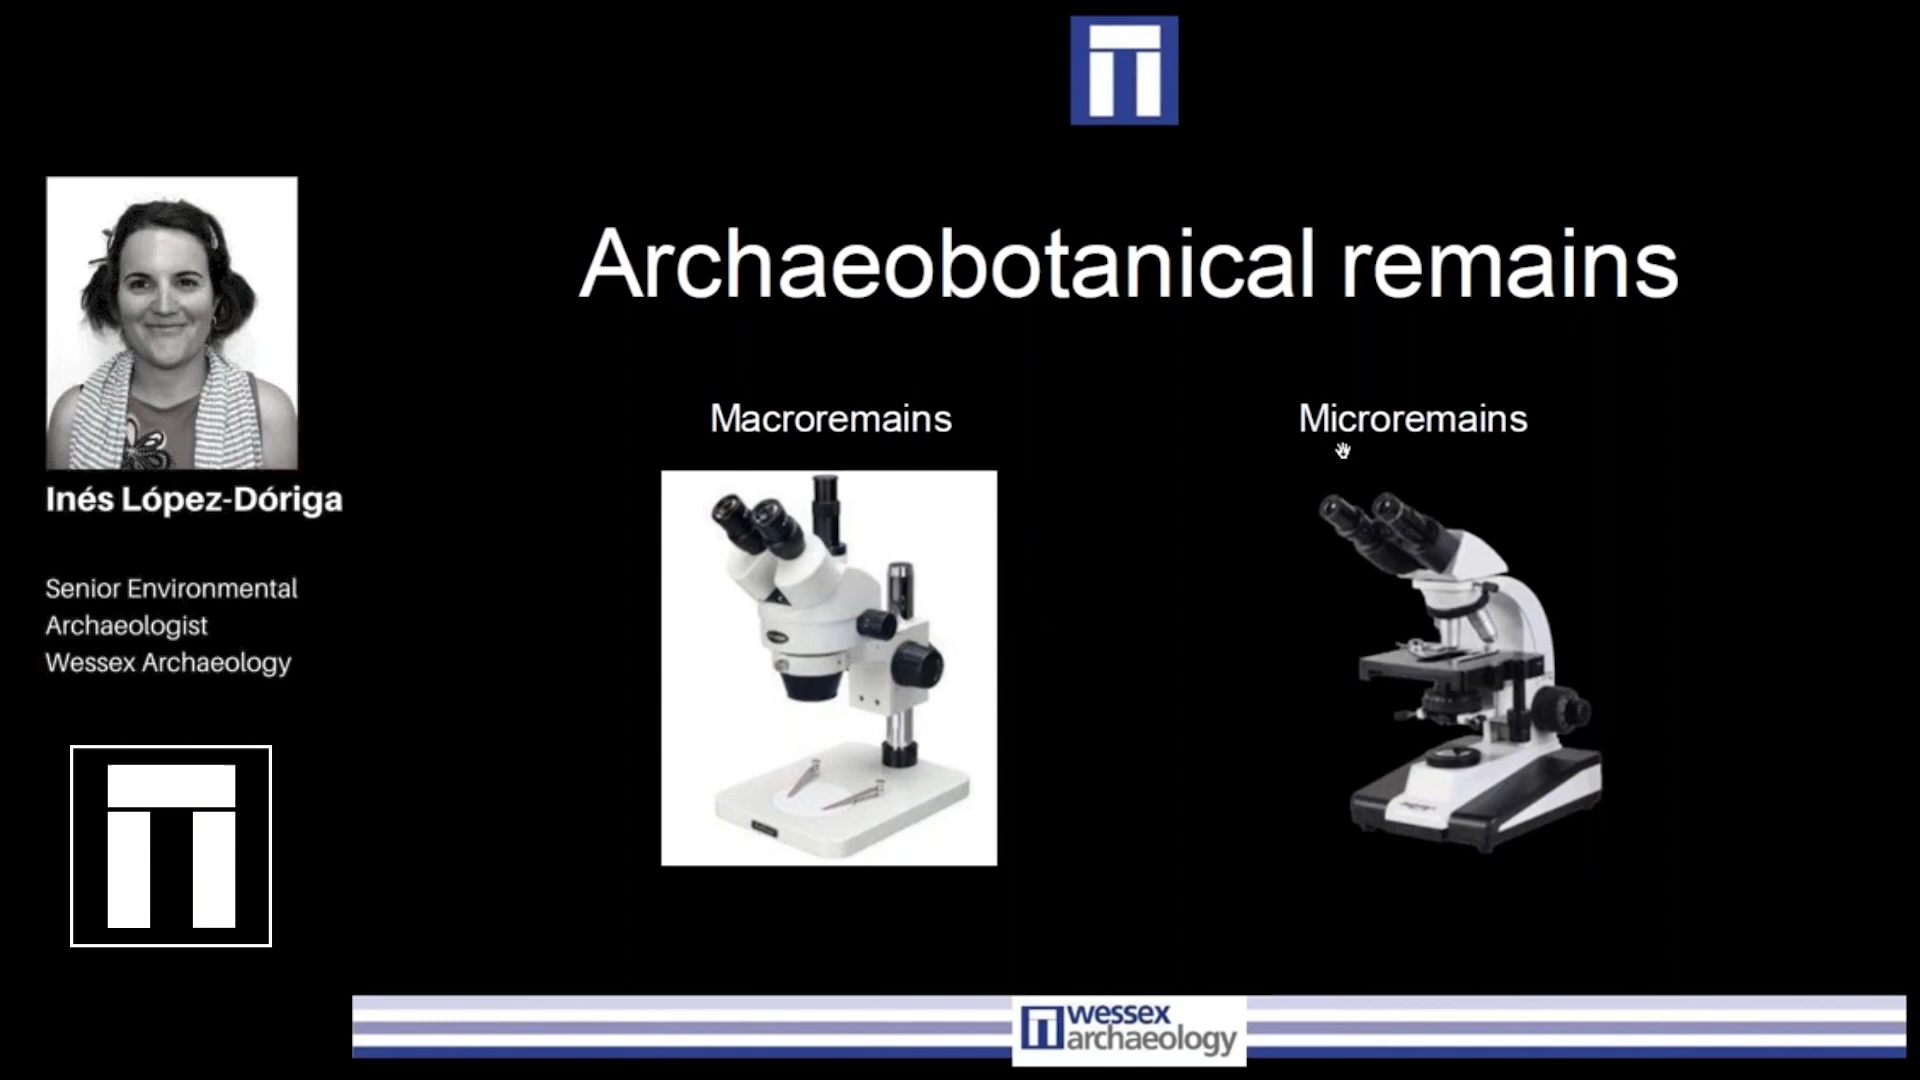 Archaeobotanical remains
Macroremains
Microremains
Inés López-Dóriga
Senior Environmental
Archaeologist
Wessex Archaeology
wessex
archaeology